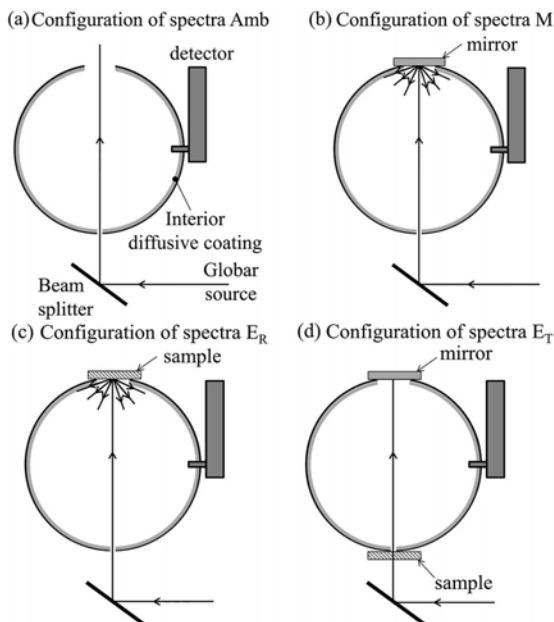 (a) Configuration of spectra Amb
detector
Interior
diffusive coating
Beam
splitter
Globar
source
(b) Configuration of spectra M
mirror
(c) Configuration of spectra E_R
sample
(d) Configuration of spectra E_T
mirror
sample